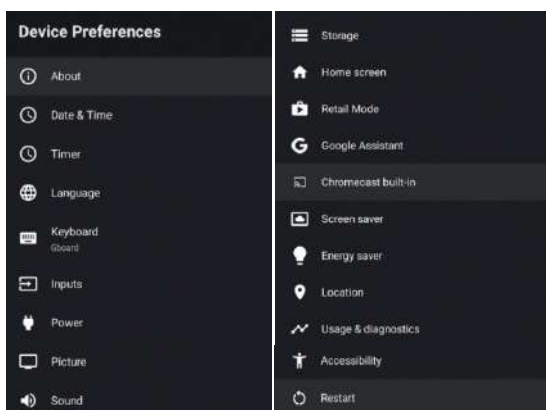 Device Preferences
About
Date & Time
Timer
Language
Keyboard
Gboard
Inputs
Power
Picture
Sound
Storage
Home screen
Retail Mode
Google Assistant
Chromecast built-in
Screen saver
Energy saver
Location
Usage & diagnostics
Accessibility
Restart